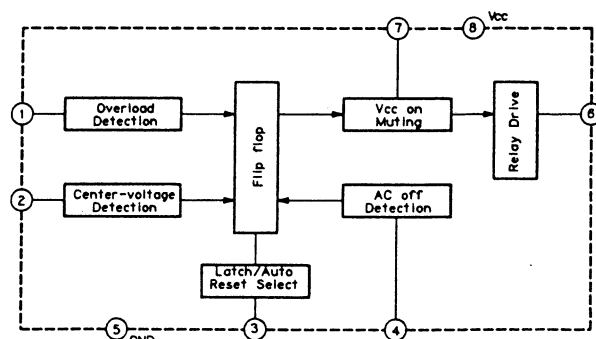 7
8
Vcc
1
Overload
Detection
Flip flop
Vcc on
Muting
Relay Drive
6
2
Center-voltage
Detection
AC off
Detection
Latch/Auto
Reset Select
5
3
4